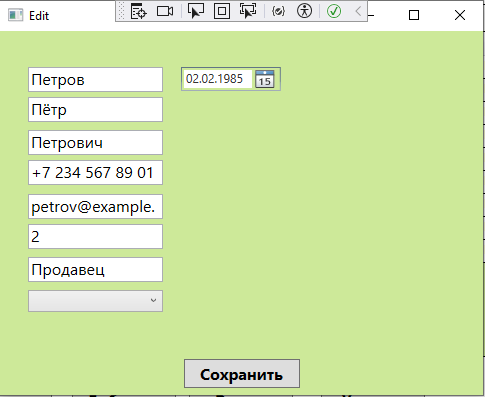 Edit
Петров
02.02.1985
15
Пётр
Петрович
+7 234 567 89 01
petrov@example.
2
Продавец
Сохранить